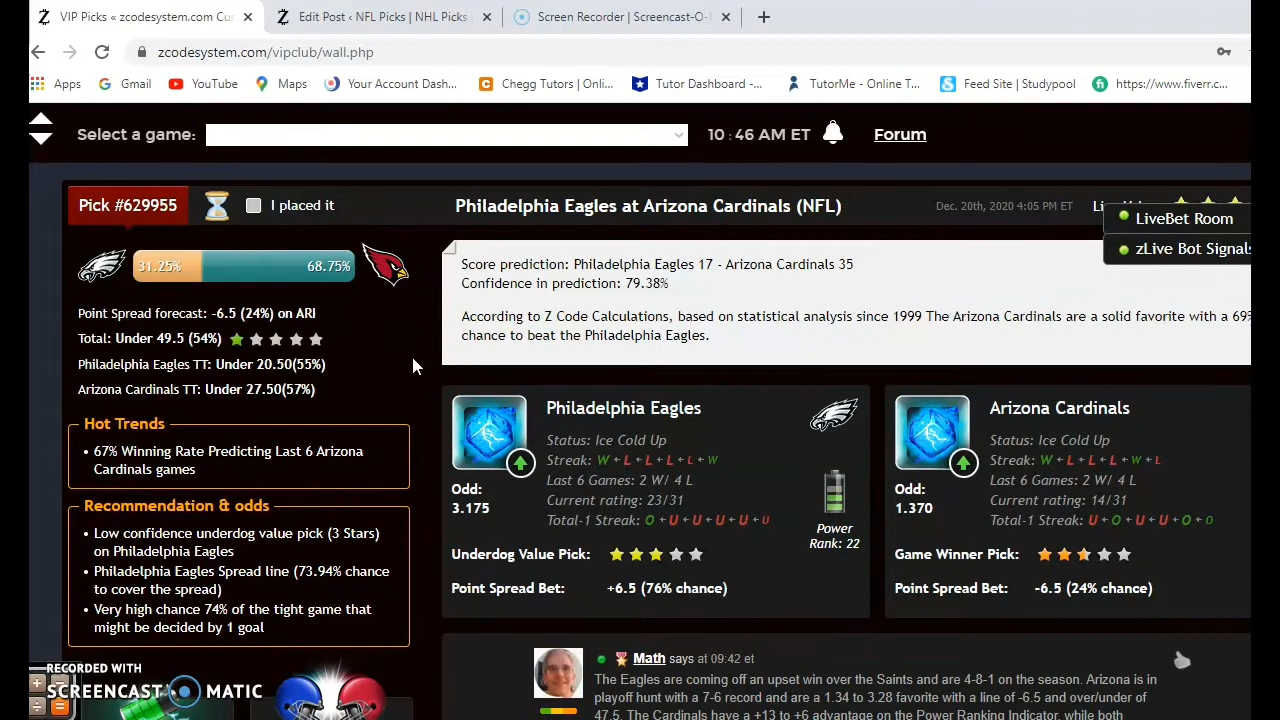 VIP Picks « zcodesystem.com Cus
Edit Post ‹ NFL Picks | NHL Picks
Screen Recorder | Screencast-O-
zcodesystem.com/vipclub/wall.php
Apps
Gmail
YouTube
Maps
Your Account Dash...
Chegg Tutors | Onli...
Tutor Dashboard -...
TutorMe - Online T...
Feed Site | Studypool
https://www.fiverr.c...
Select a game:
10:46 AM ET
Forum
Pick #629955
I placed it
Philadelphia Eagles at Arizona Cardinals (NFL)
Dec. 20th, 2020 4:05 PM ET
LiveBet Room
zLive Bot Signals
31.25%
68.75%
Point Spread forecast: -6.5 (24%) on ARI
Total: Under 49.5 (54%)
Philadelphia Eagles TT: Under 20.50(55%)
Arizona Cardinals TT: Under 27.50(57%)
Score prediction: Philadelphia Eagles 17 - Arizona Cardinals 35
Confidence in prediction: 79.38%
According to Z Code Calculations, based on statistical analysis since 1999 The Arizona Cardinals are a solid favorite with a 69%
chance to beat the Philadelphia Eagles.
Hot Trends
• 67% Winning Rate Predicting Last 6 Arizona
Cardinals games
Recommendation & odds
• Low confidence underdog value pick (3 Stars)
on Philadelphia Eagles
• Philadelphia Eagles Spread line (73.94% chance
to cover the spread)
• Very high chance 74% of the tight game that
might be decided by 1 goal
Philadelphia Eagles
Status: Ice Cold Up
Streak: W ← L ← L ← L ← L ← W
Last 6 Games: 2 W/ 4 L
Current rating: 23/31
Total-1 Streak: O ← U ← U ← U ← U ← U
Odd:
3.175
Power
Rank: 22
Underdog Value Pick:
Point Spread Bet: +6.5 (76% chance)
Arizona Cardinals
Status: Ice Cold Up
Streak: W ← L ← L ← L ← W ← L
Last 6 Games: 2 W/ 4 L
Current rating: 14/31
Total-1 Streak: U ← O ← U ← U ← O ← O
Odd:
1.370
Game Winner Pick:
Point Spread Bet: -6.5 (24% chance)
Math says at 09:42 et
The Eagles are coming off an upset win over the Saints and are 4-8-1 on the season. Arizona is in
playoff hunt with a 7-6 record and are a 1.34 to 3.28 favorite with a line of -6.5 and over/under of
47.5. The Cardinals have a +13 to +6 advantage on the Power Ranking Indicator, while both
RECORDED WITH
SCREENCAST MATIC